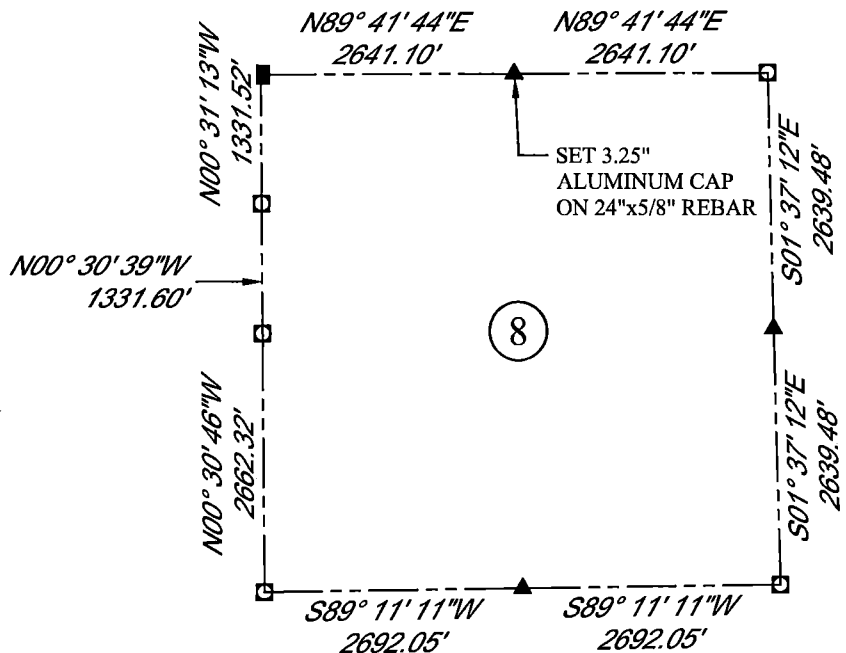 N89° 41' 44"E
2641.10'
N89° 41' 44"E
2641.10'
N00° 31' 13"W
1331.52'
SET 3.25"
ALUMINUM CAP
ON 24"x5/8" REBAR
S01° 37' 12"E
2639.48'
N00° 30' 39"W
1331.60'
8
N00° 30' 46"W
2662.32'
S01° 37' 12"E
2639.48'
S89° 11' 11"W
2692.05'
S89° 11' 11"W
2692.05'